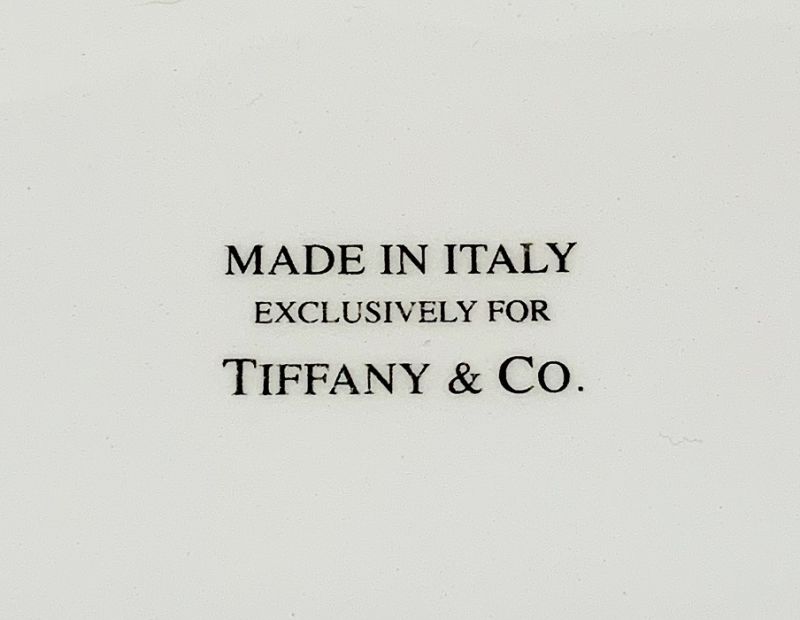 MADE IN ITALY
EXCLUSIVELY FOR
TIFFANY & CO.